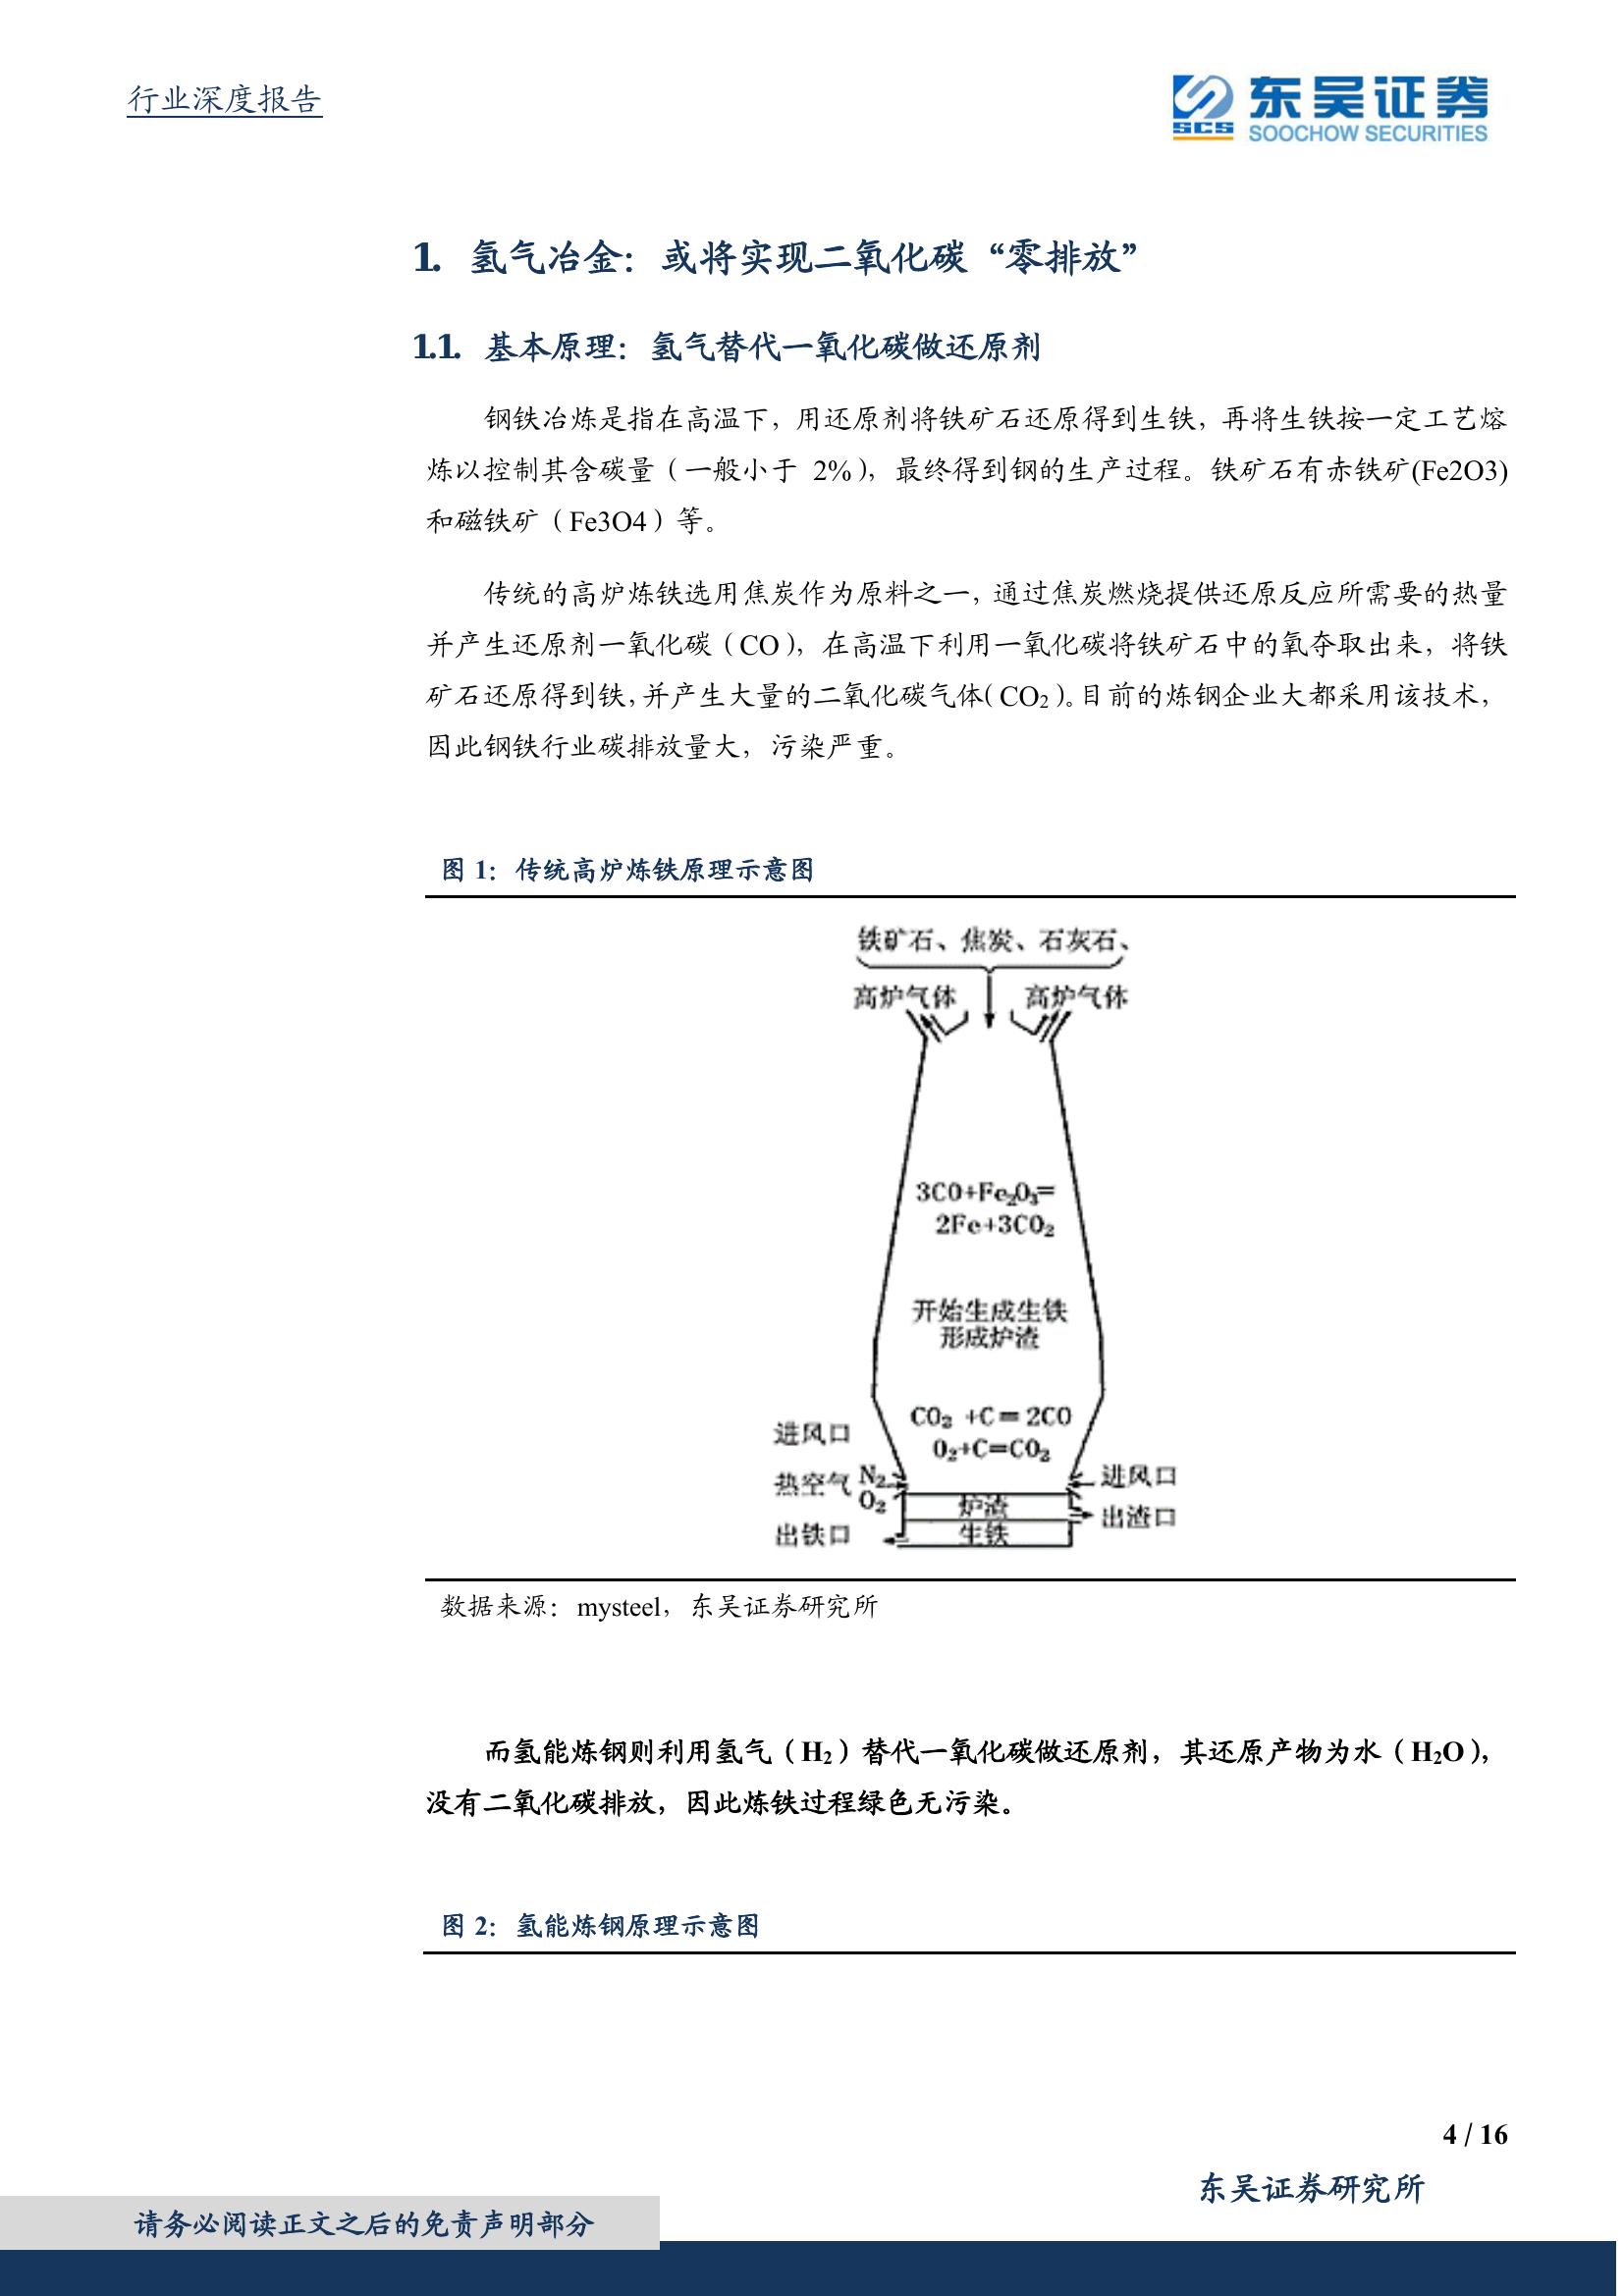 行业深度报告
SCS
东吴证券
SOOCHOW SECURITIES
1. 氢气冶金：或将实现二氧化碳“零排放”
1.1. 基本原理：氢气替代一氧化碳做还原剂
钢铁冶炼是指在高温下，用还原剂将铁矿石还原得到生铁，再将生铁按一定工艺熔
炼以控制其含碳量（一般小于 2%），最终得到钢的生产过程。铁矿石有赤铁矿(Fe2O3)
和磁铁矿（Fe3O4）等。
传统的高炉炼铁选用焦炭作为原料之一，通过焦炭燃烧提供还原反应所需要的热量
并产生还原剂一氧化碳（CO），在高温下利用一氧化碳将铁矿石中的氧夺取出来，将铁
矿石还原得到铁，并产生大量的二氧化碳气体（CO₂）。目前的炼钢企业大都采用该技术，
因此钢铁行业碳排放量大，污染严重。
图 1：传统高炉炼铁原理示意图
铁矿石、焦炭、石灰石、
高炉气体 高炉气体
3CO+Fe₂O₃=
2Fe+3CO₂
开始生成生铁
形成炉渣
CO₂ +C=2CO
进风口
O₂+C=CO₂
热空气 N₂ 进风口
O₂ 炉渣 出渣口
出铁口 生铁
数据来源：mysteel，东吴证券研究所
而氢能炼钢则利用氢气（H₂）替代一氧化碳做还原剂，其还原产物为水（H₂O），
没有二氧化碳排放，因此炼铁过程绿色无污染。
图 2：氢能炼钢原理示意图
4 / 16
东吴证券研究所
请务必阅读正文之后的免责声明部分